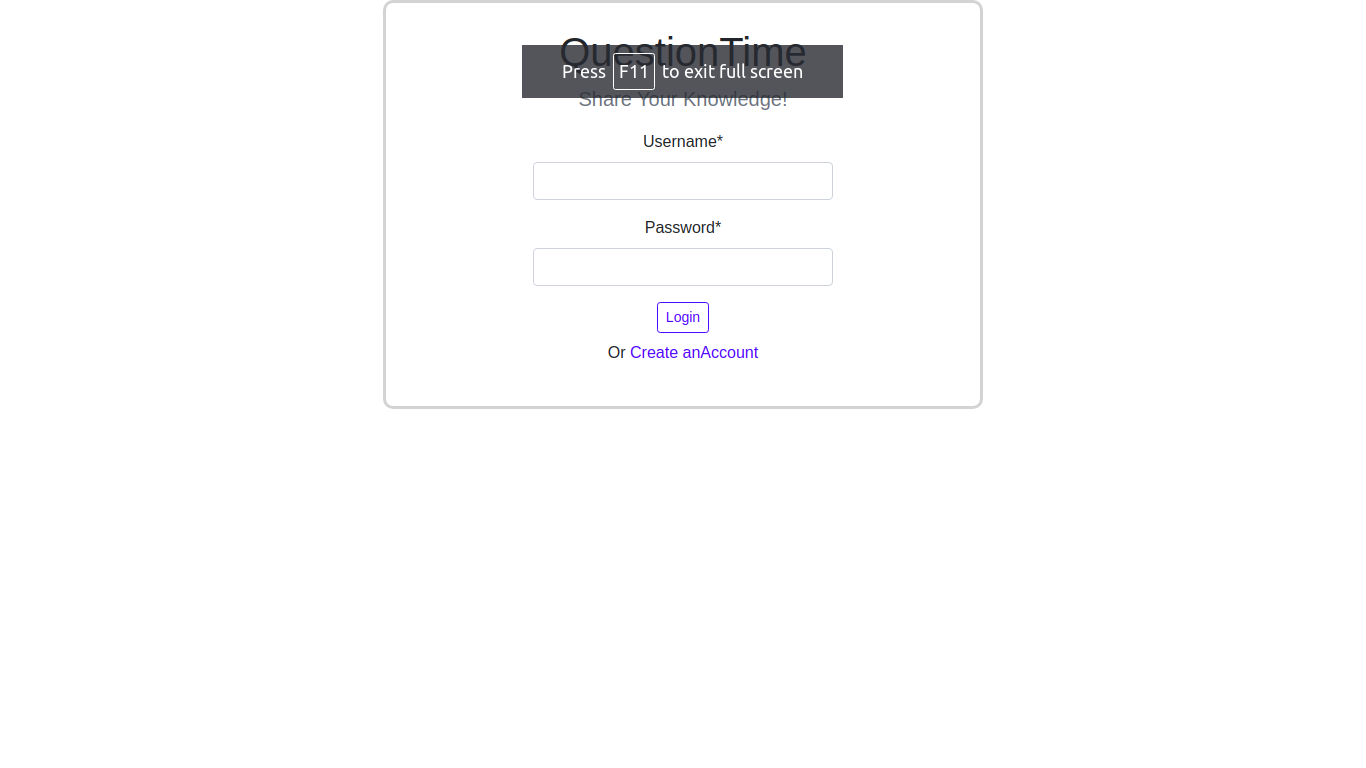 QuestionTime
Press F11 to exit full screen
Share Your Knowledge!
Username*
Password*
Login
Or Create anAccount